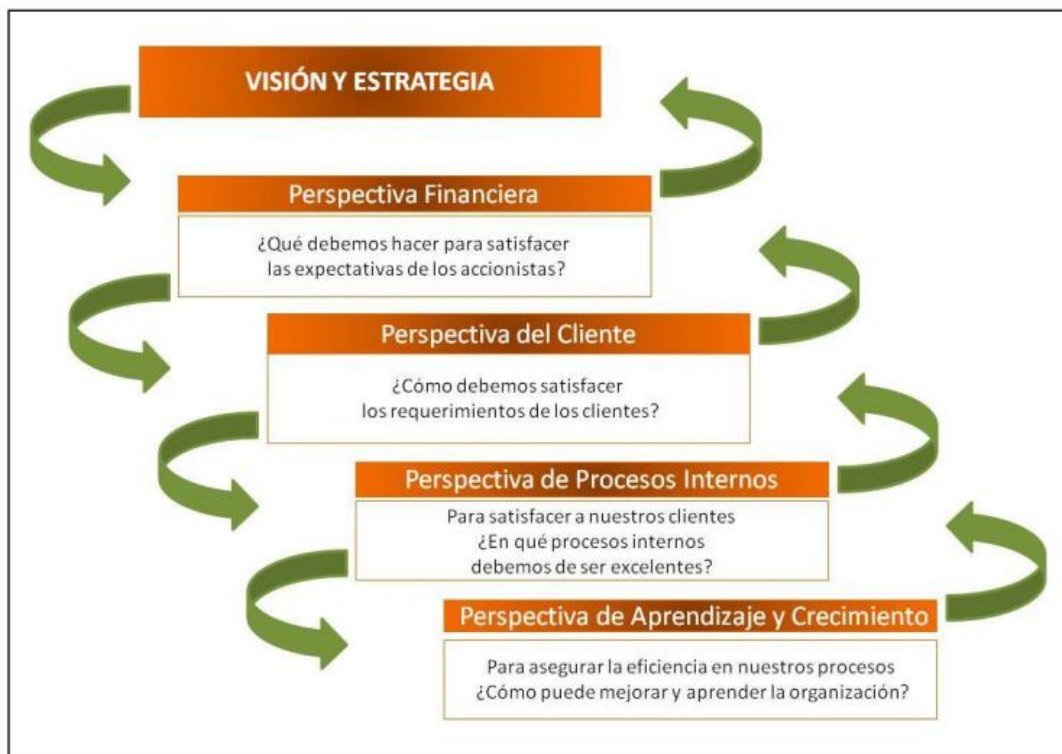 VISIÓN Y ESTRATEGIA
Perspectiva Financiera
¿Qué debemos hacer para satisfacer
las expectativas de los accionistas?
Perspectiva del Cliente
¿Cómo debemos satisfacer
los requerimientos de los clientes?
Perspectiva de Procesos Internos
Para satisfacer a nuestros clientes
¿En qué procesos internos
debemos de ser excelentes?
Perspectiva de Aprendizaje y Crecimiento
Para asegurar la eficiencia en nuestros procesos
¿Cómo puede mejorar y aprender la organización?